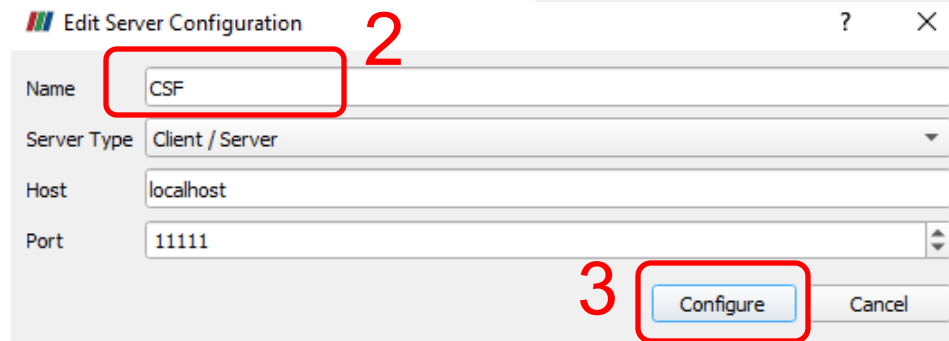 Edit Server Configuration ? ×
2
Name CSF
Server Type Client / Server
Host localhost
Port 11111
3
Configure Cancel